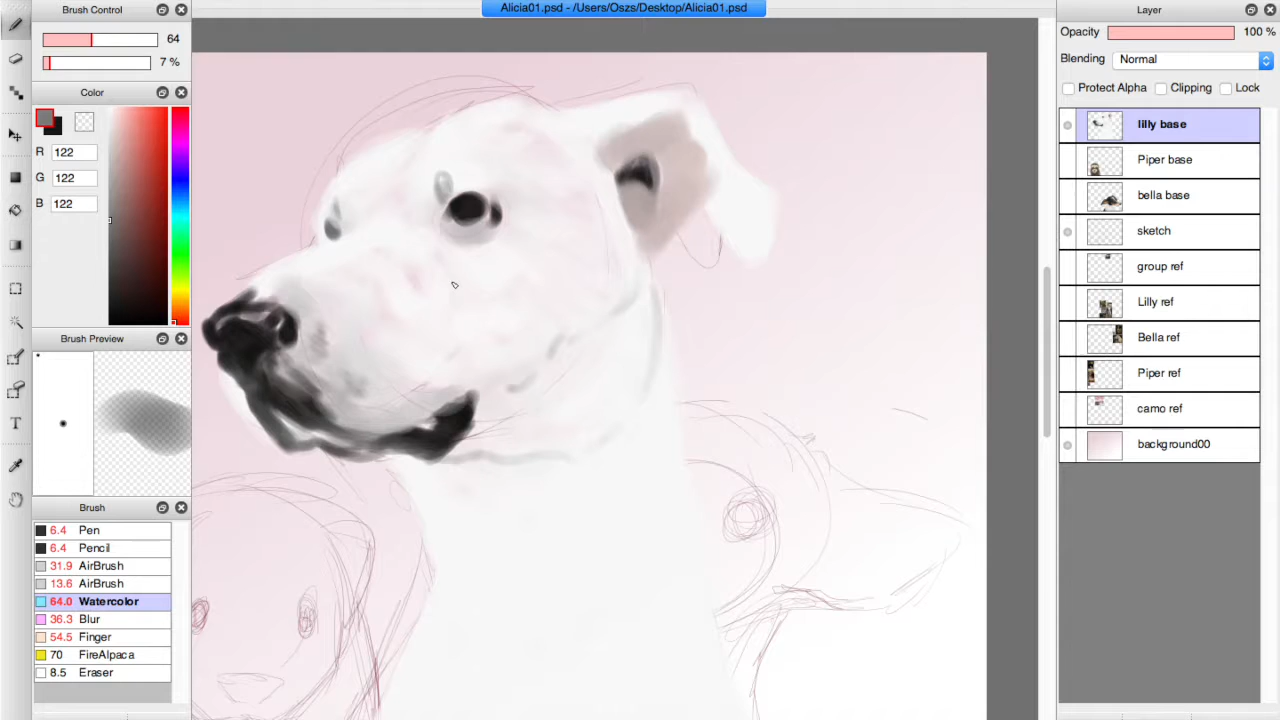 Alicia01.psd - /Users/Oszs/Desktop/Alicia01.psd
Brush Control
64
7 %
Color
R 122
G 122
B 122
Brush Preview
Brush
6.4 Pen
6.4 Pencil
31.9 AirBrush
13.6 AirBrush
64.0 Watercolor
36.3 Blur
54.5 Finger
70 FireAlpaca
8.5 Eraser
T
Layer
Opacity 100 %
Blending Normal
Protect Alpha Clipping Lock
lilly base
Piper base
bella base
sketch
group ref
Lilly ref
Bella ref
Piper ref
camo ref
background00